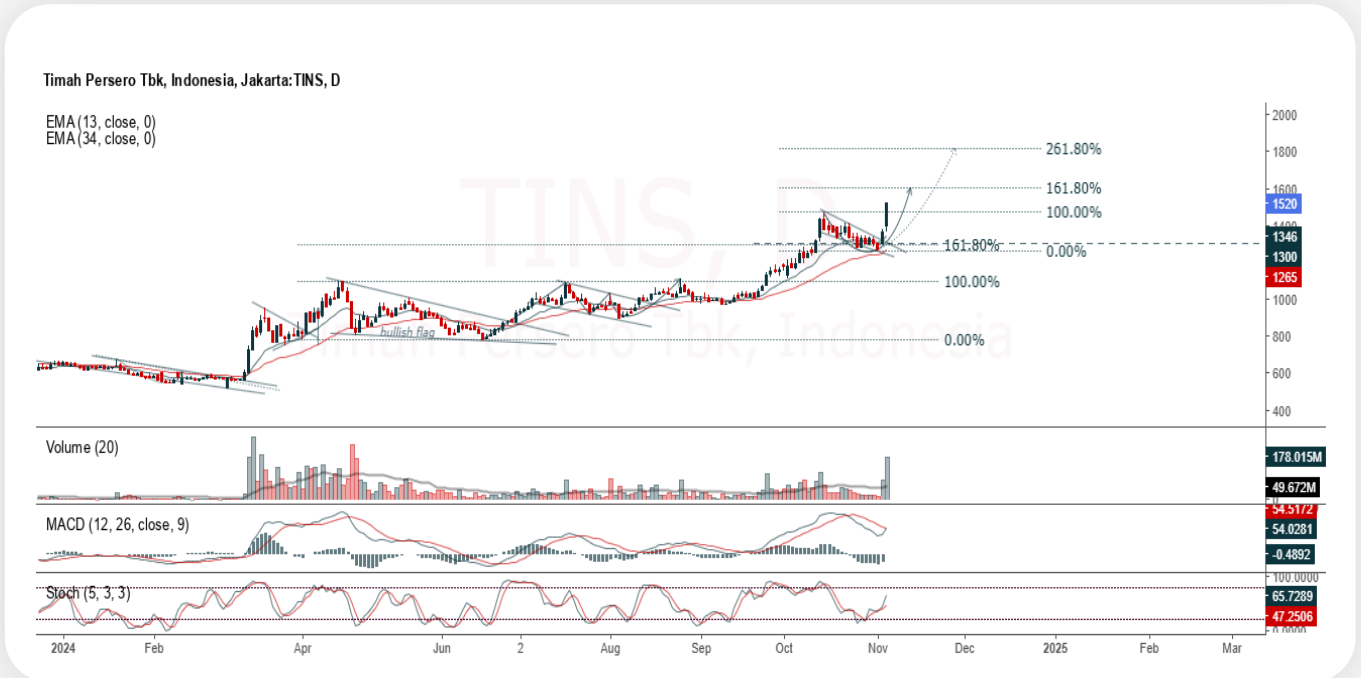 Timah Persero Tbk, Indonesia, Jakarta:TINS, D
EMA (13, close, 0)
EMA (34, close, 0)
TINS, D
Timah Persero Tbk, Indonesia
2000
1800
1600
1520
1400
1346
1300
1265
1000
800
600
400
261.80%
161.80%
100.00%
161.80%
0.00%
100.00%
0.00%
bullish flag
Volume (20)
178.015M
49.672M
0
MACD (12, 26, close, 9)
54.5172
54.0281
-0.4892
Stoch (5, 3, 3)
100.0000
65.7289
47.2506
0.0000
2024 Feb Apr Jun 2 Aug Sep Oct Nov Dec 2025 Feb Mar